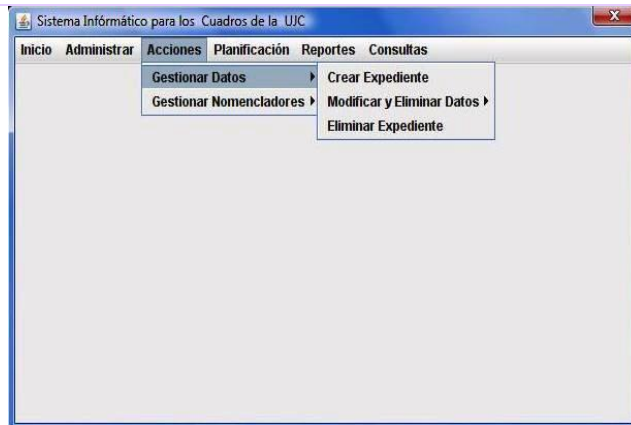 Sistema Infórmático para los Cuadros de la UJC
Inicio Administrar Acciones Planificación Reportes Consultas
Gestionar Datos
Gestionar Nomencladores
Crear Expediente
Modificar y Eliminar Datos
Eliminar Expediente